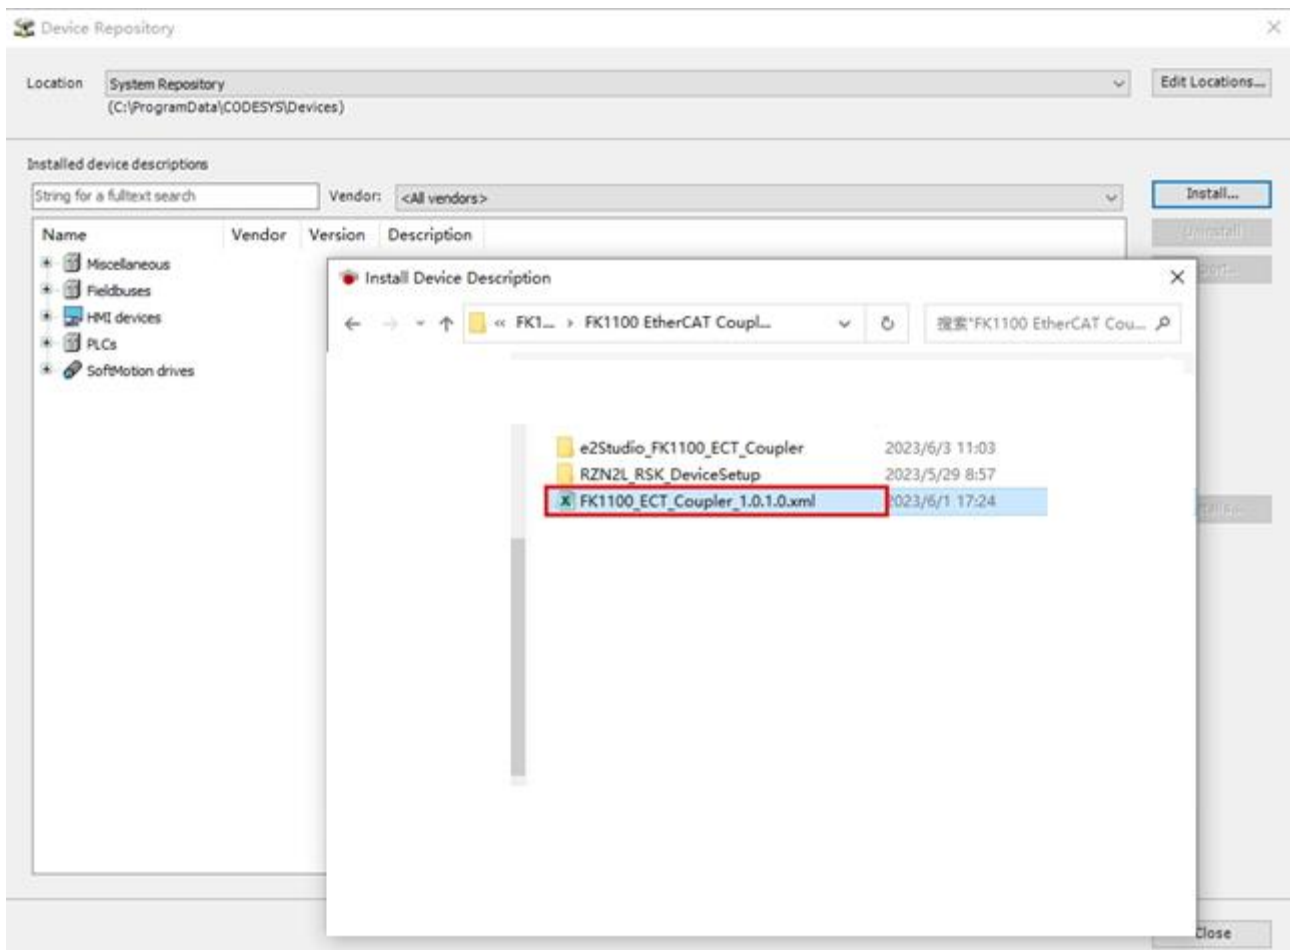 Device Repository
Location
System Repository
Edit Locations...
(C:\ProgramData\CODESYS\Devices)
Installed device descriptions
String for a fulltext search
Vendor:
<All vendors>
Install...
Name
Vendor
Version
Description
Uninstall
Miscellaneous
Fieldbuses
HMI devices
PLCs
SoftMotion drives
Install Device Description
« FK1... > FK1100 EtherCAT Coupl...
搜索"FK1100 EtherCAT Cou...
e2Studio_FK1100_ECT_Coupler
2023/6/3 11:03
RZN2L_RSK_DeviceSetup
2023/5/29 8:57
FK1100_ECT_Coupler_1.0.1.0.xml
2023/6/1 17:24
Close